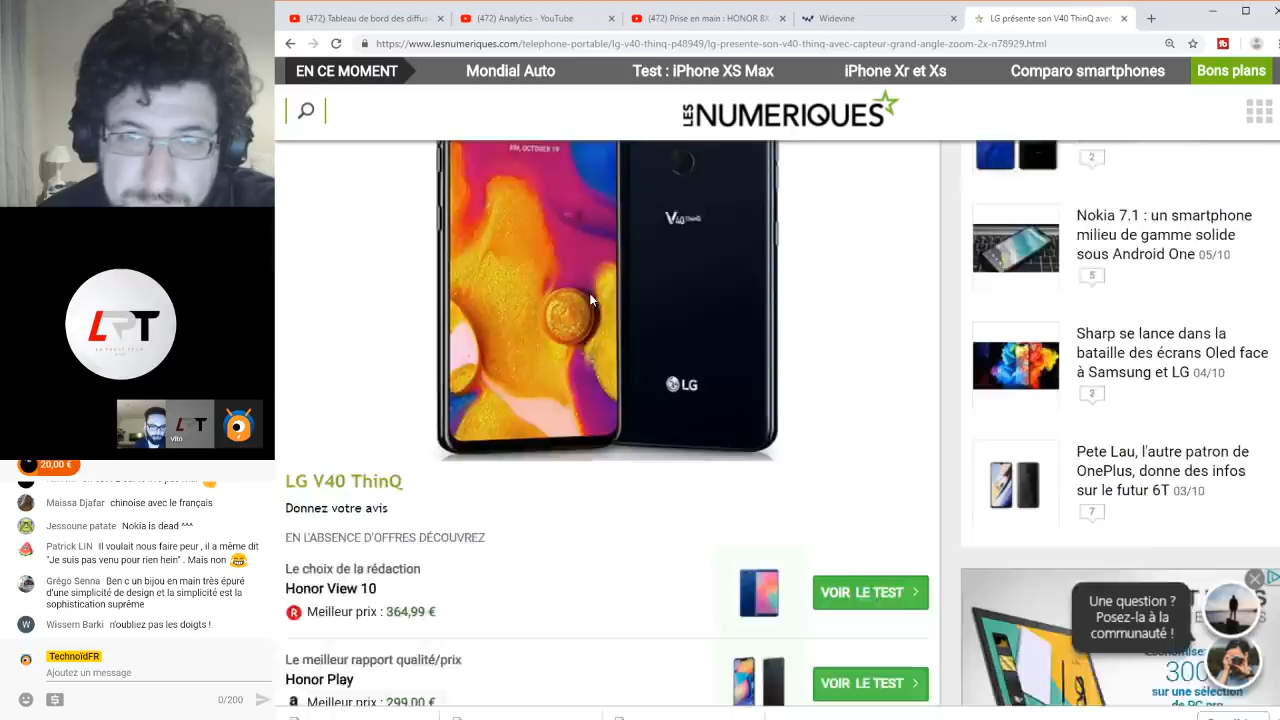 (472) Tableau de bord des diffus
(472) Analytics - YouTube
(472) Prise en main : HONOR 8X
Widevine
LG présente son V40 ThinQ avec
https://www.lesnumeriques.com/telephone-portable/lg-v40-thinq-p48949/lg-presente-son-v40-thinq-avec-capteur-grand-angle-zoom-2x-n78929.html
EN CE MOMENT
Mondial Auto
Test : iPhone XS Max
iPhone Xr et Xs
Comparo smartphones
Bons plans
LES NUMERIQUES
FRI, OCTOBER 19
V40 ThinQ
LG
LG V40 ThinQ
Donnez votre avis
EN L'ABSENCE D'OFFRES DÉCOUVREZ
Le choix de la rédaction
Honor View 10
Meilleur prix : 364,99 €
VOIR LE TEST
Le meilleur rapport qualité/prix
Honor Play
Meilleur prix : 299,00 €
VOIR LE TEST
2
Nokia 7.1 : un smartphone
milieu de gamme solide
sous Android One 05/10
5
Sharp se lance dans la
bataille des écrans Oled face
à Samsung et LG 04/10
2
Pete Lau, l'autre patron de
OnePlus, donne des infos
sur le futur 6T 03/10
7
Une question ?
Posez-la à la
communauté !
300
sur une sélection
LRT
LRT
Vito
20,00 €
Maissa Djafar chinoise avec le français
Jessoune patate Nokia is dead ^^^
Patrick LIN Il voulait nous faire peur , il a même dit
"Je suis pas venu pour rien hein" . Mais non
Grégo Senna Ben c un bijou en main très épuré
d'une simplicité de design et la simplicité est la
sophistication suprême
W
Wissem Barki n'oubliez pas les doigts !
TechnoïdFR
Ajoutez un message
0/200